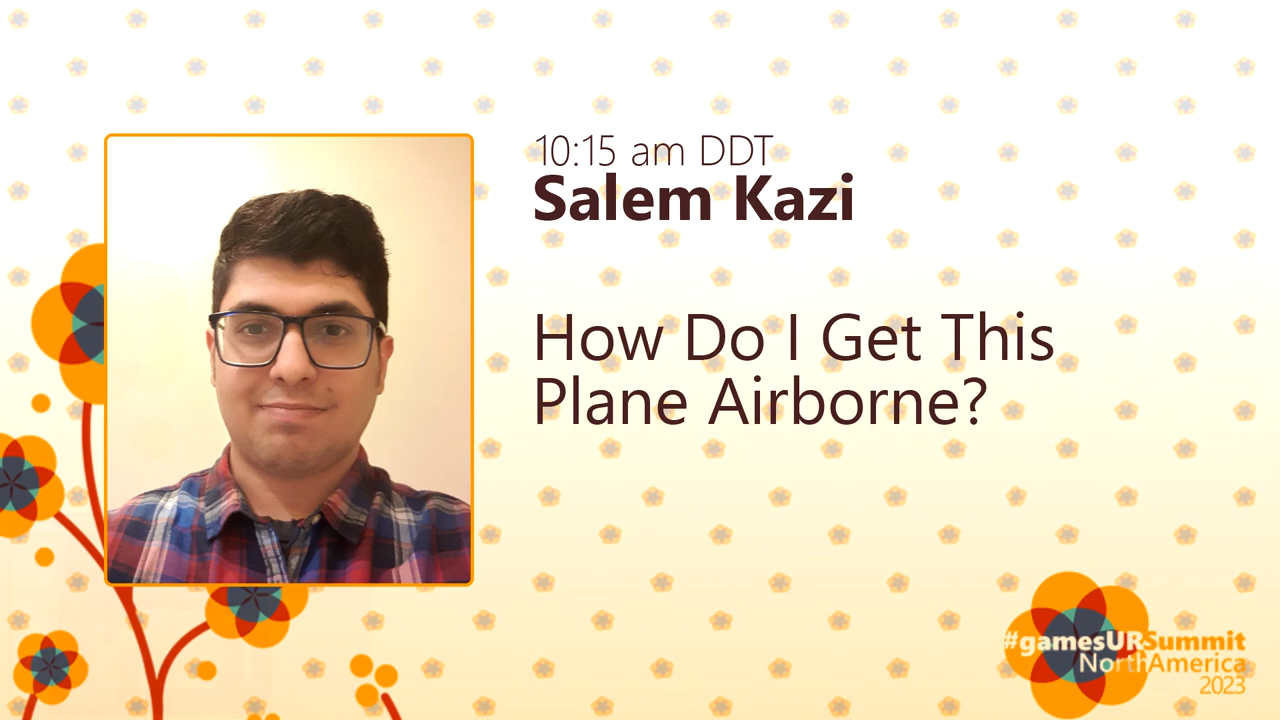 10:15 am DDT
Salem Kazi
How Do I Get This
Plane Airborne?
#gamesURSummit
NorthAmerica
2023